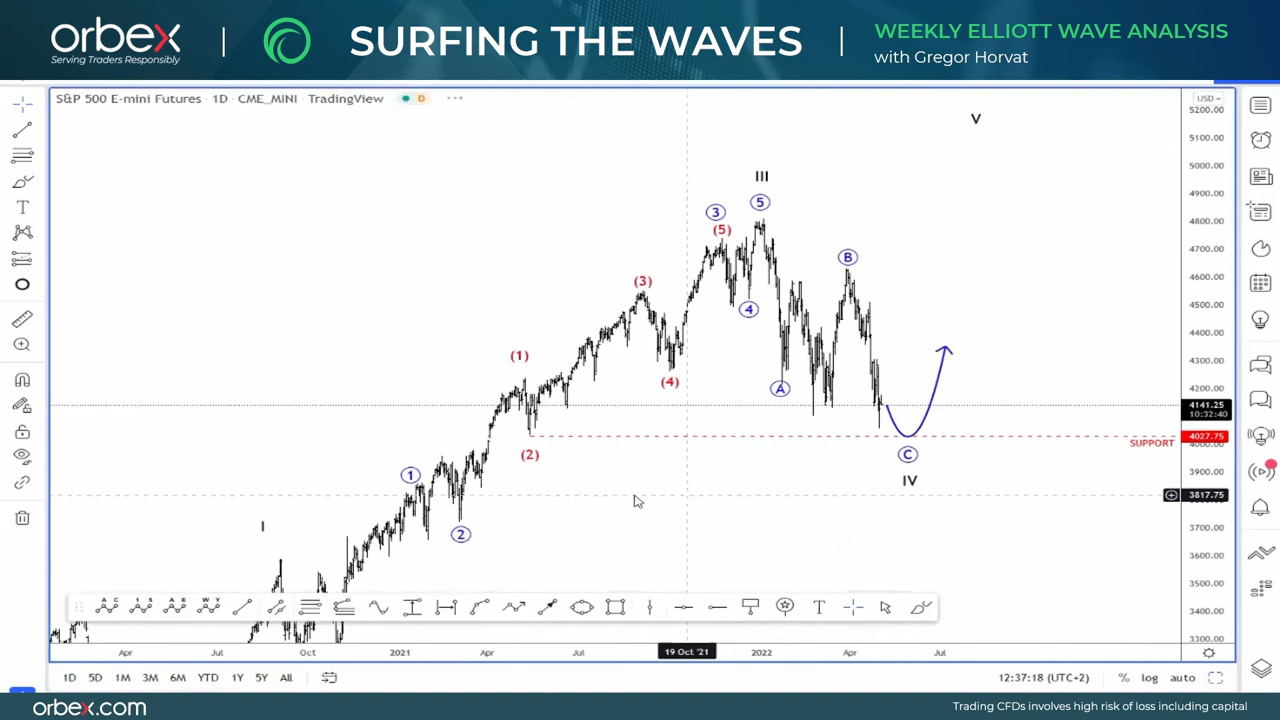 orbex
Serving Traders Responsibly
SURFING THE WAVES
WEEKLY ELLIOTT WAVE ANALYSIS
with Gregor Horvat
S&P 500 E-mini Futures · 1D · CME_MINI · TradingView
D
USD
5200.00
V
5100.00
5000.00
III
4900.00
5
3
4800.00
(5)
4700.00
B
(3)
4600.00
4
4500.00
4400.00
(1)
4300.00
(4)
A
4200.00
4141.25
10:32:40
4027.75
SUPPORT
4000.00
(2)
C
1
3900.00
IV
3817.75
I
2
3700.00
3600.00
3500.00
A C
1 5
A E
W Y
T
3400.00
3300.00
Apr
Jul
Oct
2021
Apr
Jul
19 Oct '21
2022
Apr
Jul
1D 5D 1M 3M 6M YTD 1Y 5Y All
12:37:18 (UTC+2)
% log auto
orbex.com
Trading CFDs involves high risk of loss including capital